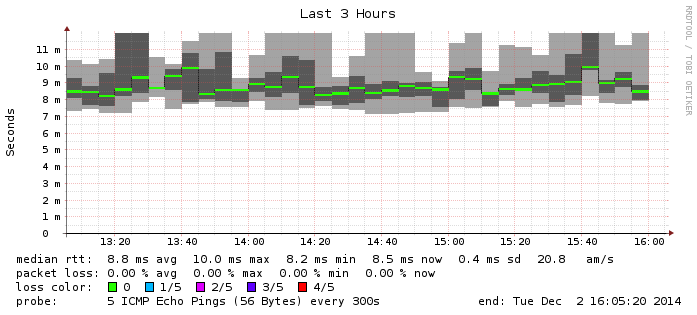 Last 3 Hours
RRDTOOL / TOBI OETIKER
Seconds
11 m
10 m
9 m
8 m
7 m
6 m
5 m
4 m
3 m
2 m
1 m
0
13:20 13:40 14:00 14:20 14:40 15:00 15:20 15:40 16:00
median rtt: 8.8 ms avg 10.0 ms max 8.2 ms min 8.5 ms now 0.4 ms sd 20.8 am/s
packet loss: 0.00 % avg 0.00 % max 0.00 % min 0.00 % now
loss color: 0 1/5 2/5 3/5 4/5
probe: 5 ICMP Echo Pings (56 Bytes) every 300s end: Tue Dec 2 16:05:20 2014